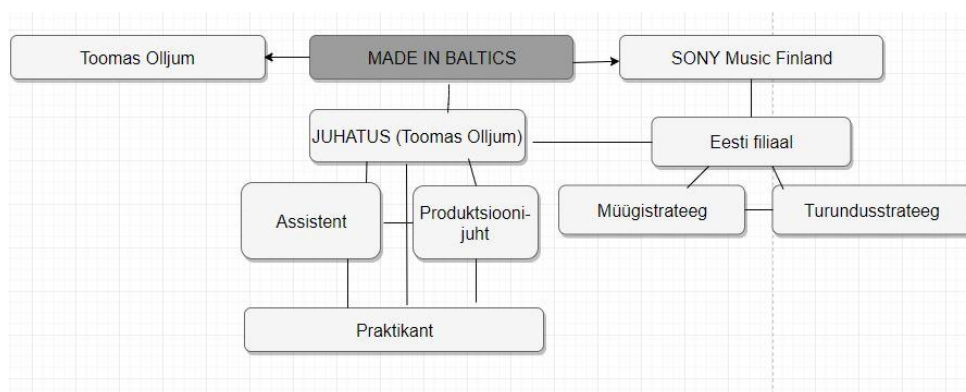 Toomas Olljum
MADE IN BALTICS
SONY Music Finland
JUHATUS (Toomas Olljum)
Eesti filiaal
Assistent
Produktsiooni-
juht
Müügistrateeg
Turundusstrateeg
Praktikant